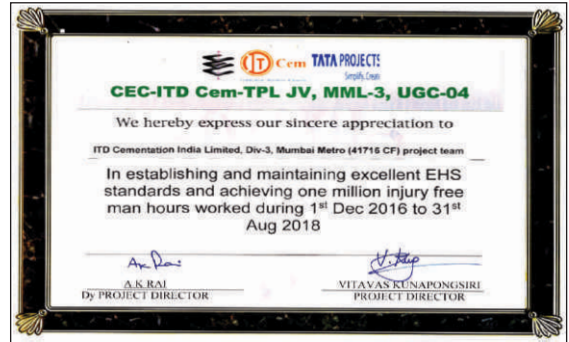 ITD Cem TATA PROJECTS
Simplify.Create
CEC-ITD Cem-TPL JV, MML-3, UGC-04
We hereby express our sincere appreciation to
ITD Cementation India Limited, Div-3, Mumbai Metro (41716 CF) project team
In establishing and maintaining excellent EHS
standards and achieving one million injury free
man hours worked during 1st Dec 2016 to 31st
Aug 2018
A.K RAI VITAVAS KUNAPONGSIRI
Dy PROJECT DIRECTOR PROJECT DIRECTOR